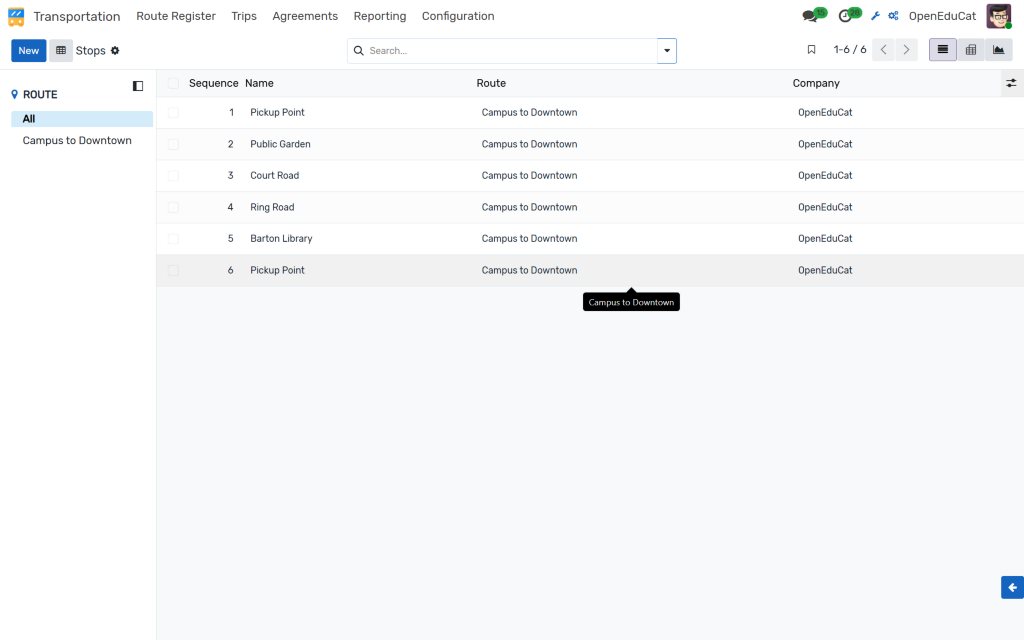 Transportation Route Register Trips Agreements Reporting Configuration 15 28 OpenEduCat
New Stops Search... 1-6 / 6
ROUTE
All
Campus to Downtown
Sequence Name Route Company
1 Pickup Point Campus to Downtown OpenEduCat
2 Public Garden Campus to Downtown OpenEduCat
3 Court Road Campus to Downtown OpenEduCat
4 Ring Road Campus to Downtown OpenEduCat
5 Barton Library Campus to Downtown OpenEduCat
6 Pickup Point Campus to Downtown OpenEduCat
Campus to Downtown